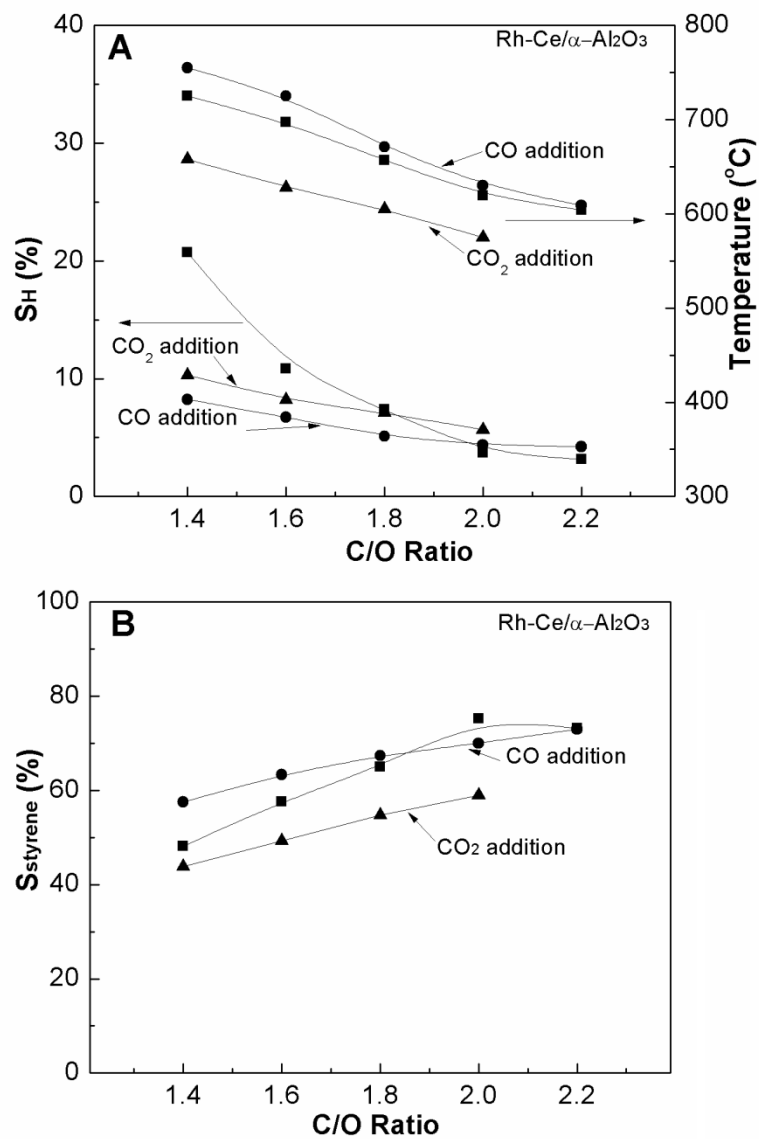 A
Rh-Ce/α–Al2O3
40
30
20
10
0
SH (%)
800
700
600
500
400
300
Temperature (°C)
CO addition
CO2 addition
CO2 addition
CO addition
1.4 1.6 1.8 2.0 2.2
C/O Ratio
B
Rh-Ce/α–Al2O3
100
80
60
40
20
0
Sstyrene (%)
CO addition
CO2 addition
1.4 1.6 1.8 2.0 2.2
C/O Ratio